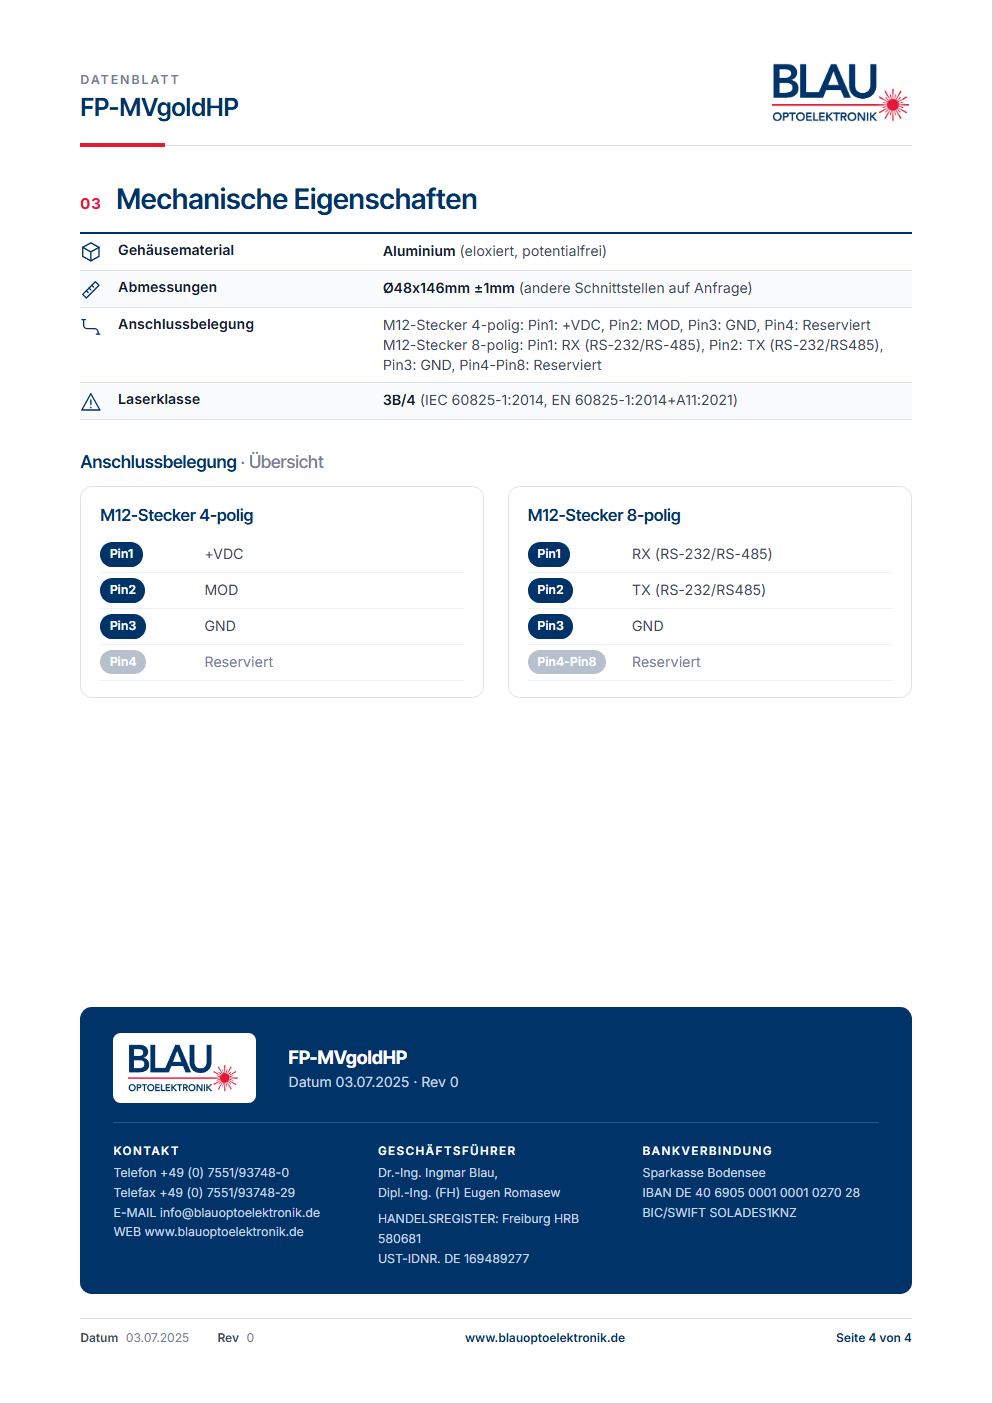 DATENBLATT
FP-MVgoldHP
BLAU
OPTOELEKTRONIK
03 Mechanische Eigenschaften
Gehäusematerial Aluminium (eloxiert, potentialfrei)
Abmessungen Ø48x146mm ±1mm (andere Schnittstellen auf Anfrage)
Anschlussbelegung M12-Stecker 4-polig: Pin1: +VDC, Pin2: MOD, Pin3: GND, Pin4: Reserviert
M12-Stecker 8-polig: Pin1: RX (RS-232/RS-485), Pin2: TX (RS-232/RS485),
Pin3: GND, Pin4-Pin8: Reserviert
Laserklasse 3B/4 (IEC 60825-1:2014, EN 60825-1:2014+A11:2021)
Anschlussbelegung · Übersicht
M12-Stecker 4-polig
Pin1 +VDC
Pin2 MOD
Pin3 GND
Pin4 Reserviert
M12-Stecker 8-polig
Pin1 RX (RS-232/RS-485)
Pin2 TX (RS-232/RS485)
Pin3 GND
Pin4-Pin8 Reserviert
BLAU
OPTOELEKTRONIK
FP-MVgoldHP
Datum 03.07.2025 · Rev 0
KONTAKT
Telefon +49 (0) 7551/93748-0
Telefax +49 (0) 7551/93748-29
E-MAIL info@blauoptoelektronik.de
WEB www.blauoptoelektronik.de
GESCHÄFTSFÜHRER
Dr.-Ing. Ingmar Blau,
Dipl.-Ing. (FH) Eugen Romasew
HANDELSREGISTER: Freiburg HRB
580681
UST-IDNR. DE 169489277
BANKVERBINDUNG
Sparkasse Bodensee
IBAN DE 40 6905 0001 0001 0270 28
BIC/SWIFT SOLADES1KNZ
Datum 03.07.2025 Rev 0 www.blauoptoelektronik.de Seite 4 von 4